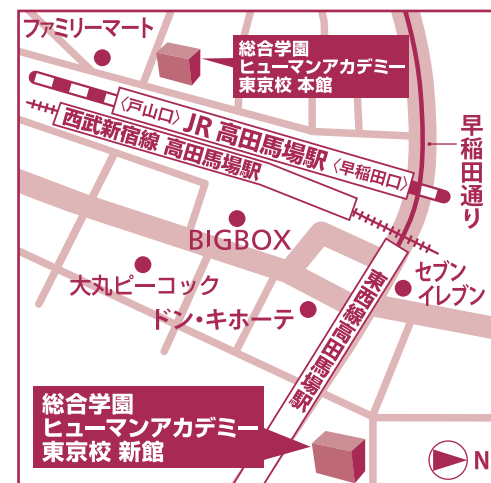 ファミリーマート
総合学園
ヒューマンアカデミー
東京校 本館
〈戸山口〉 JR 高田馬場駅 〈早稲田口〉
西武新宿線 高田馬場駅
早稲田通り
BIGBOX
大丸ピーコック
ドン・キホーテ
セブン
イレブン
東西線高田馬場駅
総合学園
ヒューマンアカデミー
東京校 新館
N